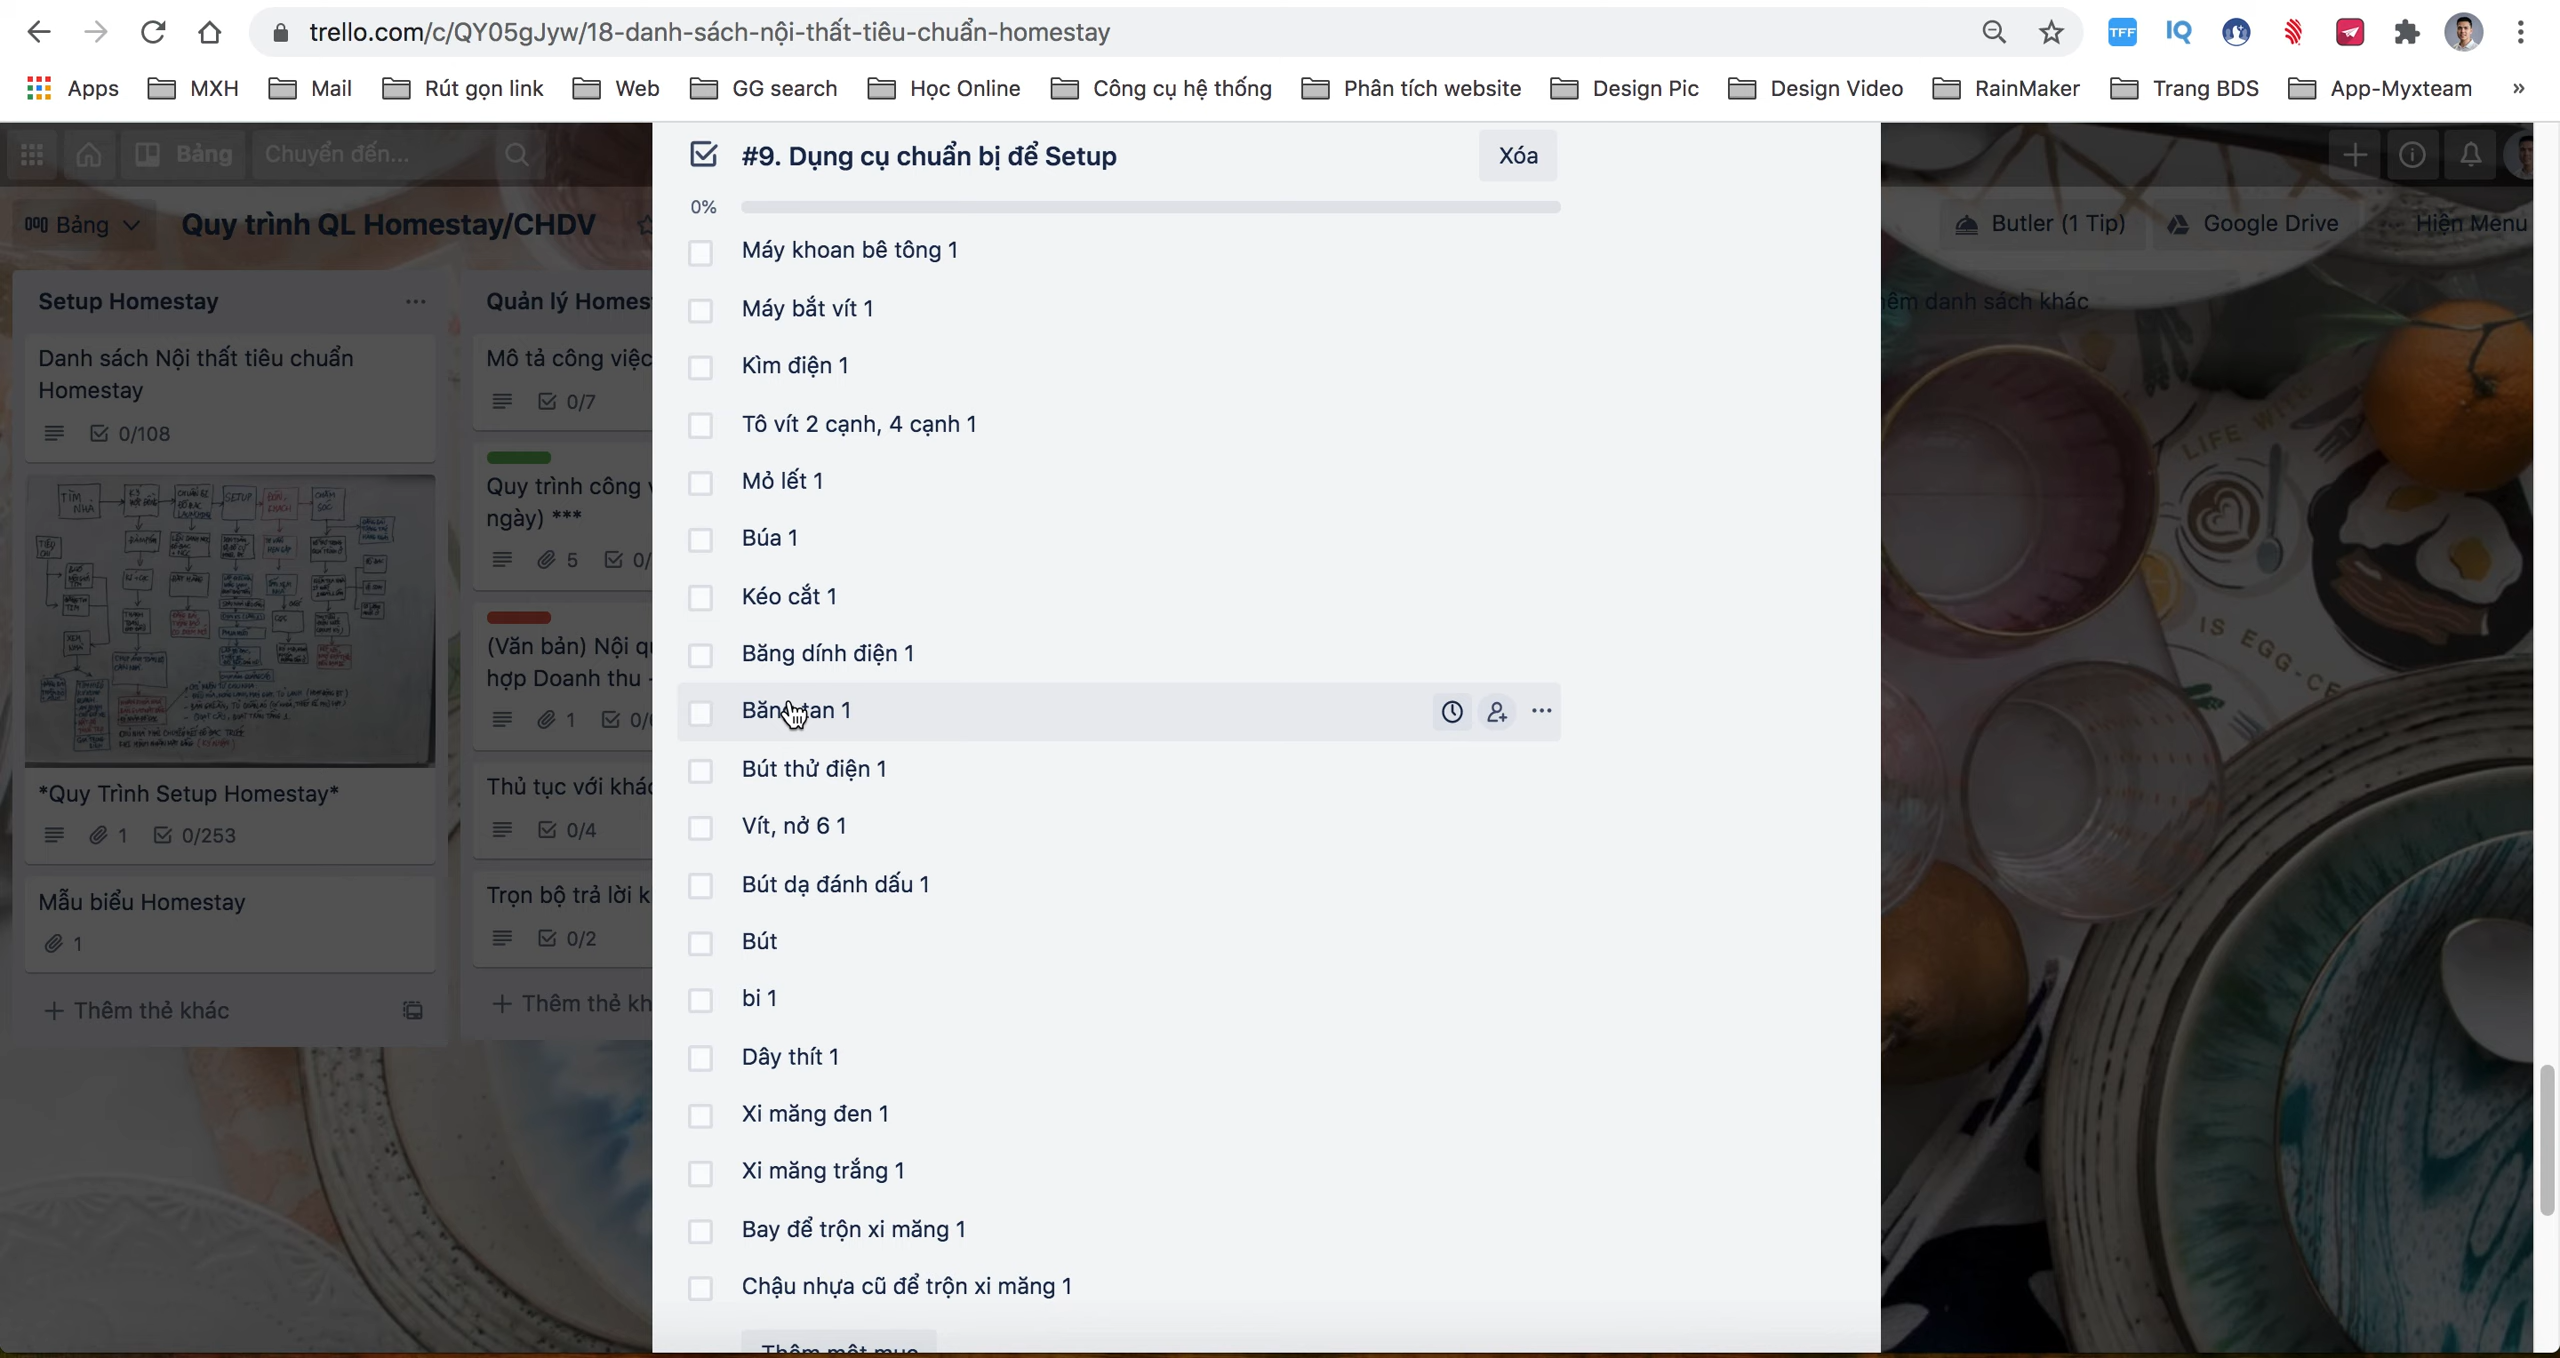 trello.com/c/QY05gJyw/18-danh-sách-nội-thất-tiêu-chuẩn-homestay
TFF
IQ
Apps
MXH
Mail
Rút gọn link
Web
GG search
Học Online
Công cụ hệ thống
Phân tích website
Design Pic
Design Video
RainMaker
Trang BDS
App-Myxteam
»
Bảng
Chuyển đến...
Bảng
Quy trình QL Homestay/CHDV
Butler (1 Tip)
Google Drive
Hiện Menu
Setup Homestay
Danh sách Nội thất tiêu chuẩn
Homestay
0/108
TÌM
NHÀ
SETUP
*Quy Trình Setup Homestay*
1
0/253
Mẫu biểu Homestay
1
+ Thêm thẻ khác
Quản lý Homes
Mô tả công việc
0/7
Quy trình công v
ngày) ***
5
0/
(Văn bản) Nội q
hợp Doanh thu -
1
Thủ tục với khá
0/4
Trọn bộ trả lời k
0/2
+ Thêm thẻ kh
êm danh sách khác
#9. Dụng cụ chuẩn bị để Setup
Xóa
0%
Máy khoan bê tông 1
Máy bắt vít 1
Kìm điện 1
Tô vít 2 cạnh, 4 cạnh 1
Mỏ lết 1
Búa 1
Kéo cắt 1
Băng dính điện 1
Băng tan 1
Bút thử điện 1
Vít, nở 6 1
Bút dạ đánh dấu 1
Bút
bi 1
Dây thít 1
Xi măng đen 1
Xi măng trắng 1
Bay để trộn xi măng 1
Chậu nhựa cũ để trộn xi măng 1
Thêm một mục
LIFE WITH
IS EGG-CE